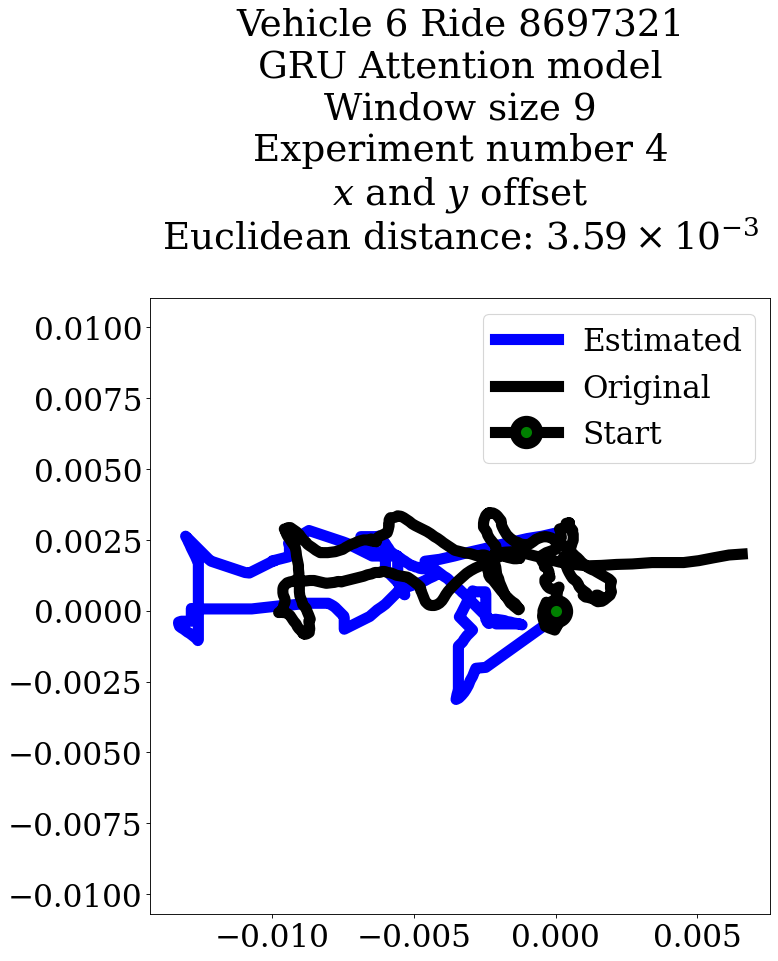 Vehicle 6 Ride 8697321
GRU Attention model
Window size 9
Experiment number 4
x and y offset
Euclidean distance: 3.59 × 10⁻³
Estimated
Original
Start
0.0100
0.0075
0.0050
0.0025
0.0000
−0.0025
−0.0050
−0.0075
−0.0100
−0.010 −0.005 0.000 0.005